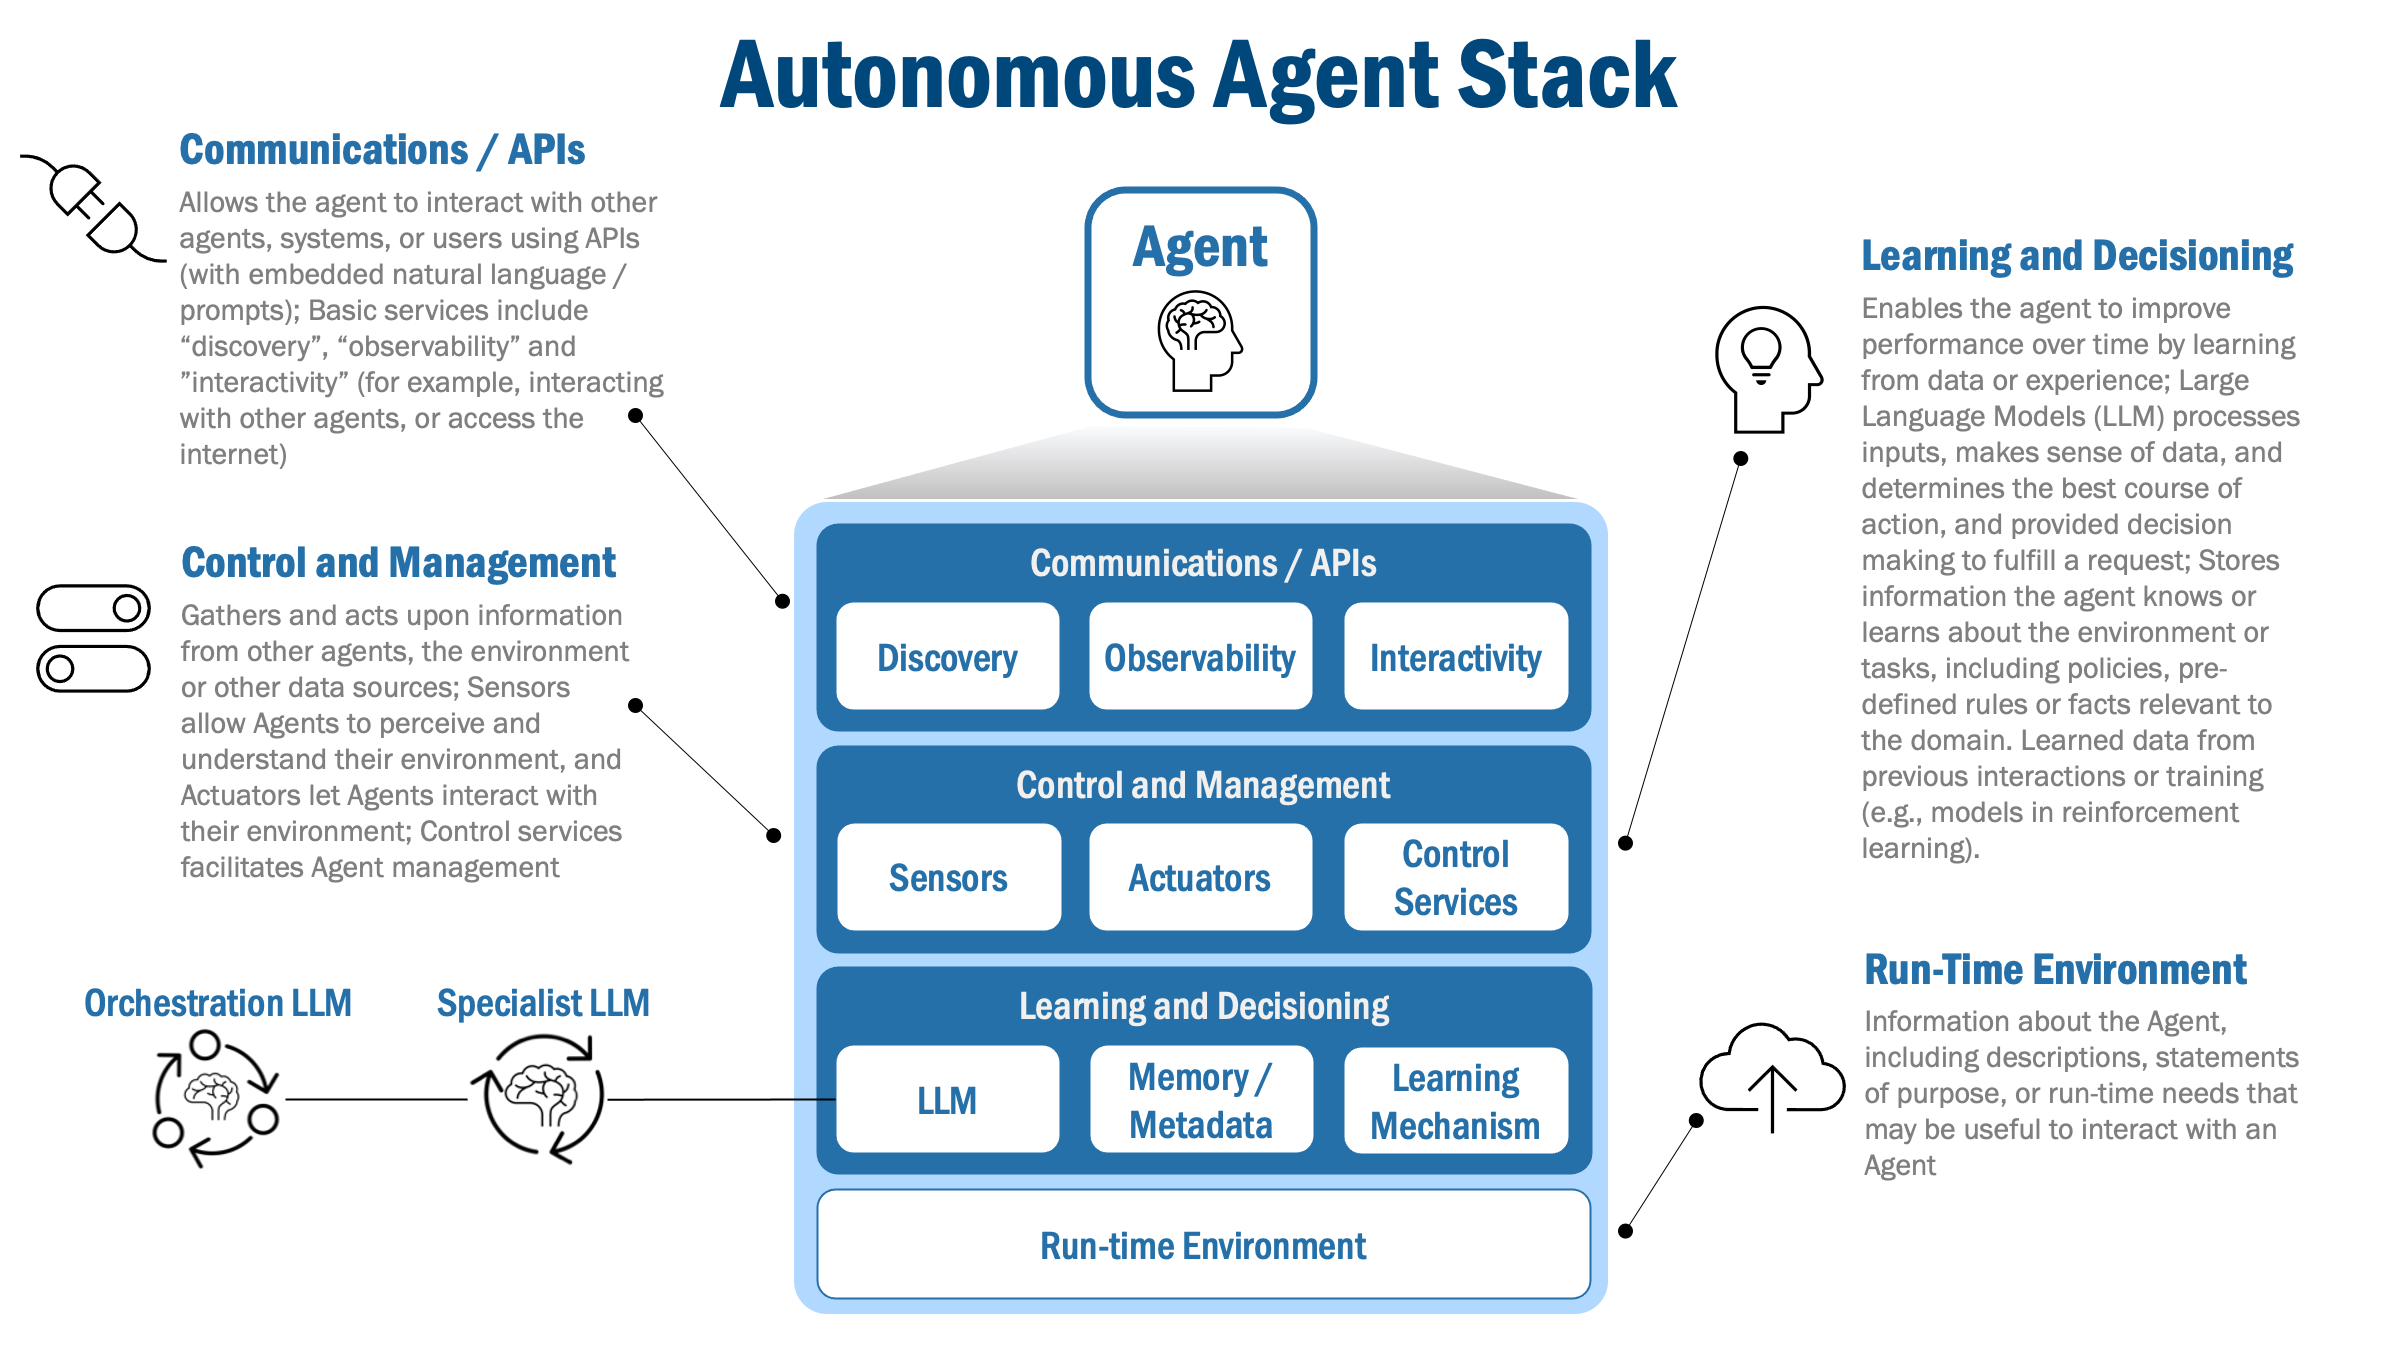 Autonomous Agent Stack
Communications / APIs
Allows the agent to interact with other
agents, systems, or users using APIs
(with embedded natural language /
prompts); Basic services include
“discovery”, “observability” and
”interactivity” (for example, interacting
with other agents, or access the
internet)
Control and Management
Gathers and acts upon information
from other agents, the environment
or other data sources; Sensors
allow Agents to perceive and
understand their environment, and
Actuators let Agents interact with
their environment; Control services
facilitates Agent management
Orchestration LLM
Specialist LLM
Agent
Communications / APIs
Discovery
Observability
Interactivity
Control and Management
Sensors
Actuators
Control
Services
Learning and Decisioning
LLM
Memory /
Metadata
Learning
Mechanism
Run-time Environment
Learning and Decisioning
Enables the agent to improve
performance over time by learning
from data or experience; Large
Language Models (LLM) processes
inputs, makes sense of data, and
determines the best course of
action, and provided decision
making to fulfill a request; Stores
information the agent knows or
learns about the environment or
tasks, including policies, pre-
defined rules or facts relevant to
the domain. Learned data from
previous interactions or training
(e.g., models in reinforcement
learning).
Run-Time Environment
Information about the Agent,
including descriptions, statements
of purpose, or run-time needs that
may be useful to interact with an
Agent